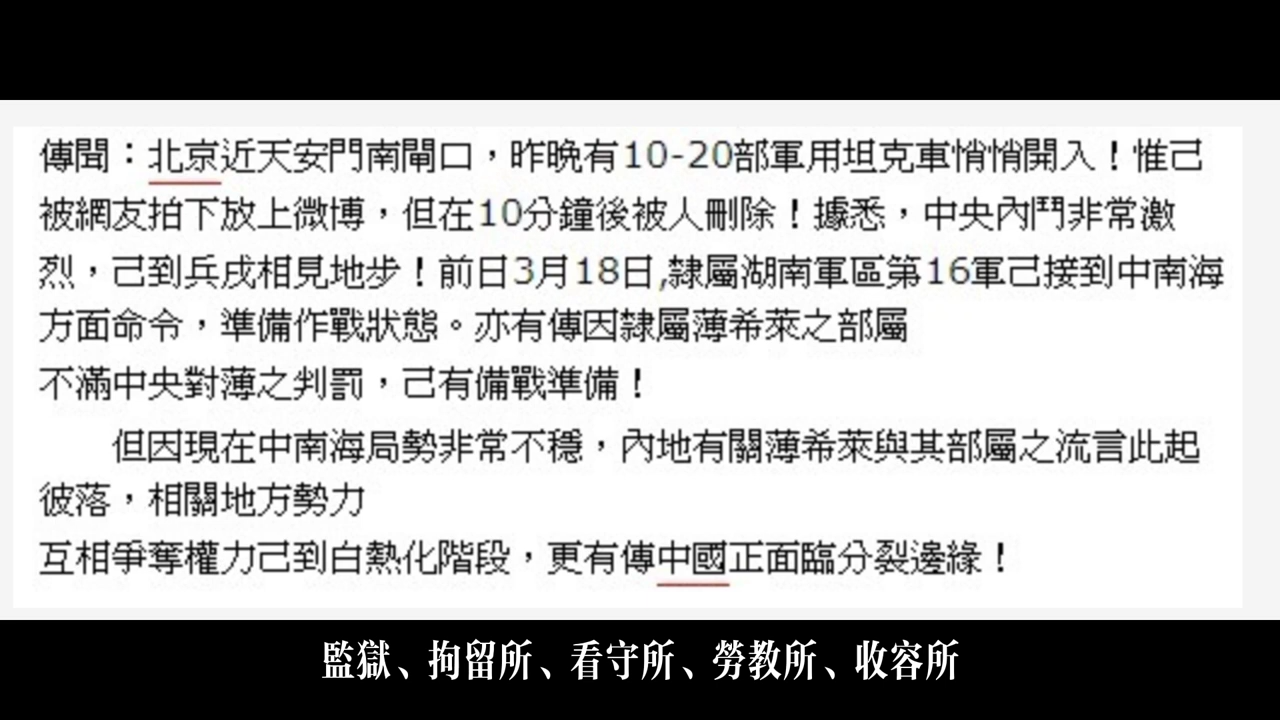 傳聞：北京近天安門南閘口，昨晚有10-20部軍用坦克車悄悄開入！惟己
被網友拍下放上微博，但在10分鐘後被人刪除！據悉，中央內鬥非常激
烈，己到兵戎相見地步！前日3月18日,隸屬湖南軍區第16軍己接到中南海
方面命令，準備作戰狀態。亦有傳因隸屬薄希萊之部屬
不滿中央對薄之判罰，己有備戰準備！
但因現在中南海局勢非常不穩，內地有關薄希萊與其部屬之流言此起
彼落，相關地方勢力
互相爭奪權力己到白熱化階段，更有傳中國正面臨分裂邊緣！
監獄、拘留所、看守所、勞教所、收容所